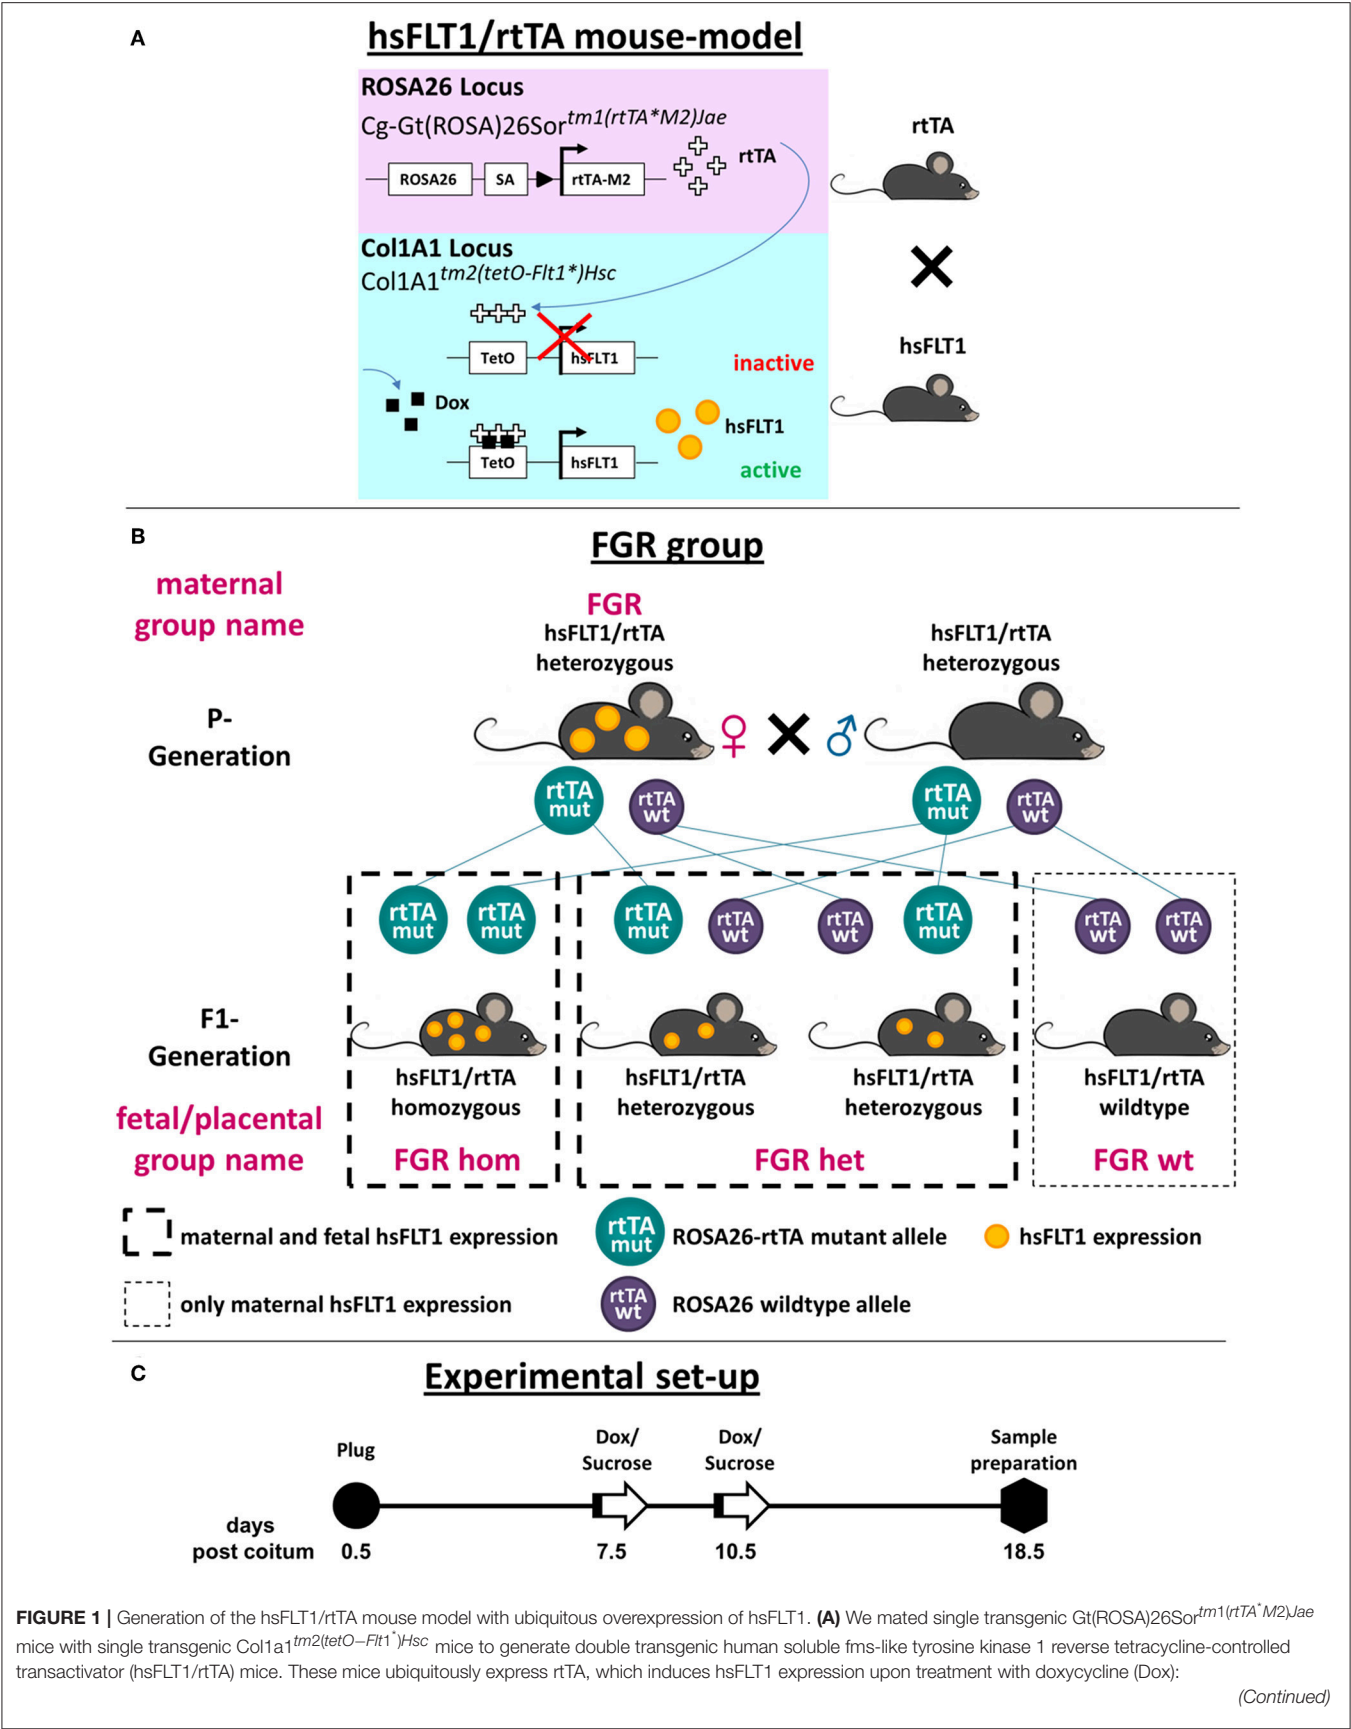 A
hsFLT1/rtTA mouse-model
ROSA26 Locus
Cg-Gt(ROSA)26Sor^tm1(rtTA*M2)Jae
rtTA
ROSA26 SA rtTA-M2
rtTA
Col1A1 Locus
Col1A1^tm2(tetO-Flt1*)Hsc
TetO hsFLT1
inactive
hsFLT1
Dox
hsFLT1
TetO hsFLT1
active
B
FGR group
maternal
group name
FGR
hsFLT1/rtTA
heterozygous
hsFLT1/rtTA
heterozygous
P-
Generation
♀ × ♂
rtTA
mut
rtTA
wt
rtTA
mut
rtTA
wt
rtTA
mut
rtTA
mut
rtTA
mut
rtTA
wt
rtTA
wt
rtTA
mut
rtTA
wt
rtTA
wt
F1-
Generation
hsFLT1/rtTA
homozygous
hsFLT1/rtTA
heterozygous
hsFLT1/rtTA
heterozygous
hsFLT1/rtTA
wildtype
fetal/placental
group name
FGR hom
FGR het
FGR wt
maternal and fetal hsFLT1 expression
rtTA
mut
ROSA26-rtTA mutant allele
hsFLT1 expression
only maternal hsFLT1 expression
rtTA
wt
ROSA26 wildtype allele
C
Experimental set-up
Plug
Dox/
Sucrose
Dox/
Sucrose
Sample
preparation
days
post coitum 0.5 7.5 10.5 18.5
FIGURE 1 | Generation of the hsFLT1/rtTA mouse model with ubiquitous overexpression of hsFLT1. (A) We mated single transgenic Gt(ROSA)26Sor^tm1(rtTA*M2)Jae
mice with single transgenic Col1a1^tm2(tetO−Flt1*)Hsc mice to generate double transgenic human soluble fms-like tyrosine kinase 1 reverse tetracycline-controlled
transactivator (hsFLT1/rtTA) mice. These mice ubiquitously express rtTA, which induces hsFLT1 expression upon treatment with doxycycline (Dox):
(Continued)